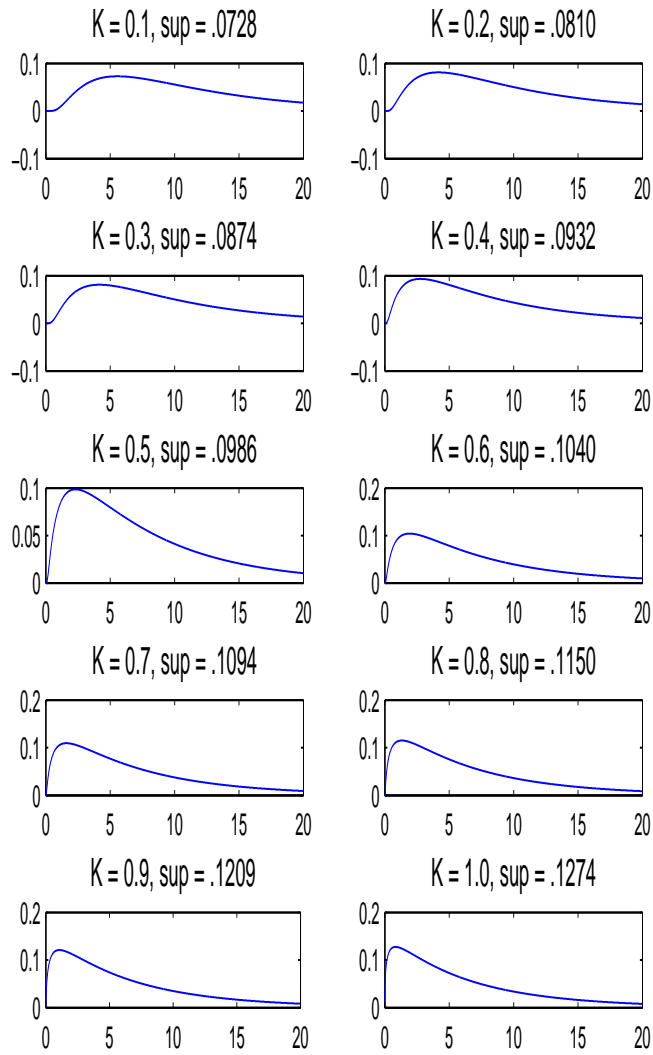 K = 0.1, sup = .0728
0.1
0
−0.1
0 5 10 15 20
K = 0.2, sup = .0810
0.1
0
−0.1
0 5 10 15 20
K = 0.3, sup = .0874
0.1
0
−0.1
0 5 10 15 20
K = 0.4, sup = .0932
0.1
0
−0.1
0 5 10 15 20
K = 0.5, sup = .0986
0.1
0.05
0
0 5 10 15 20
K = 0.6, sup = .1040
0.2
0.1
0
0 5 10 15 20
K = 0.7, sup = .1094
0.2
0.1
0
0 5 10 15 20
K = 0.8, sup = .1150
0.2
0.1
0
0 5 10 15 20
K = 0.9, sup = .1209
0.2
0.1
0
0 5 10 15 20
K = 1.0, sup = .1274
0.2
0.1
0
0 5 10 15 20